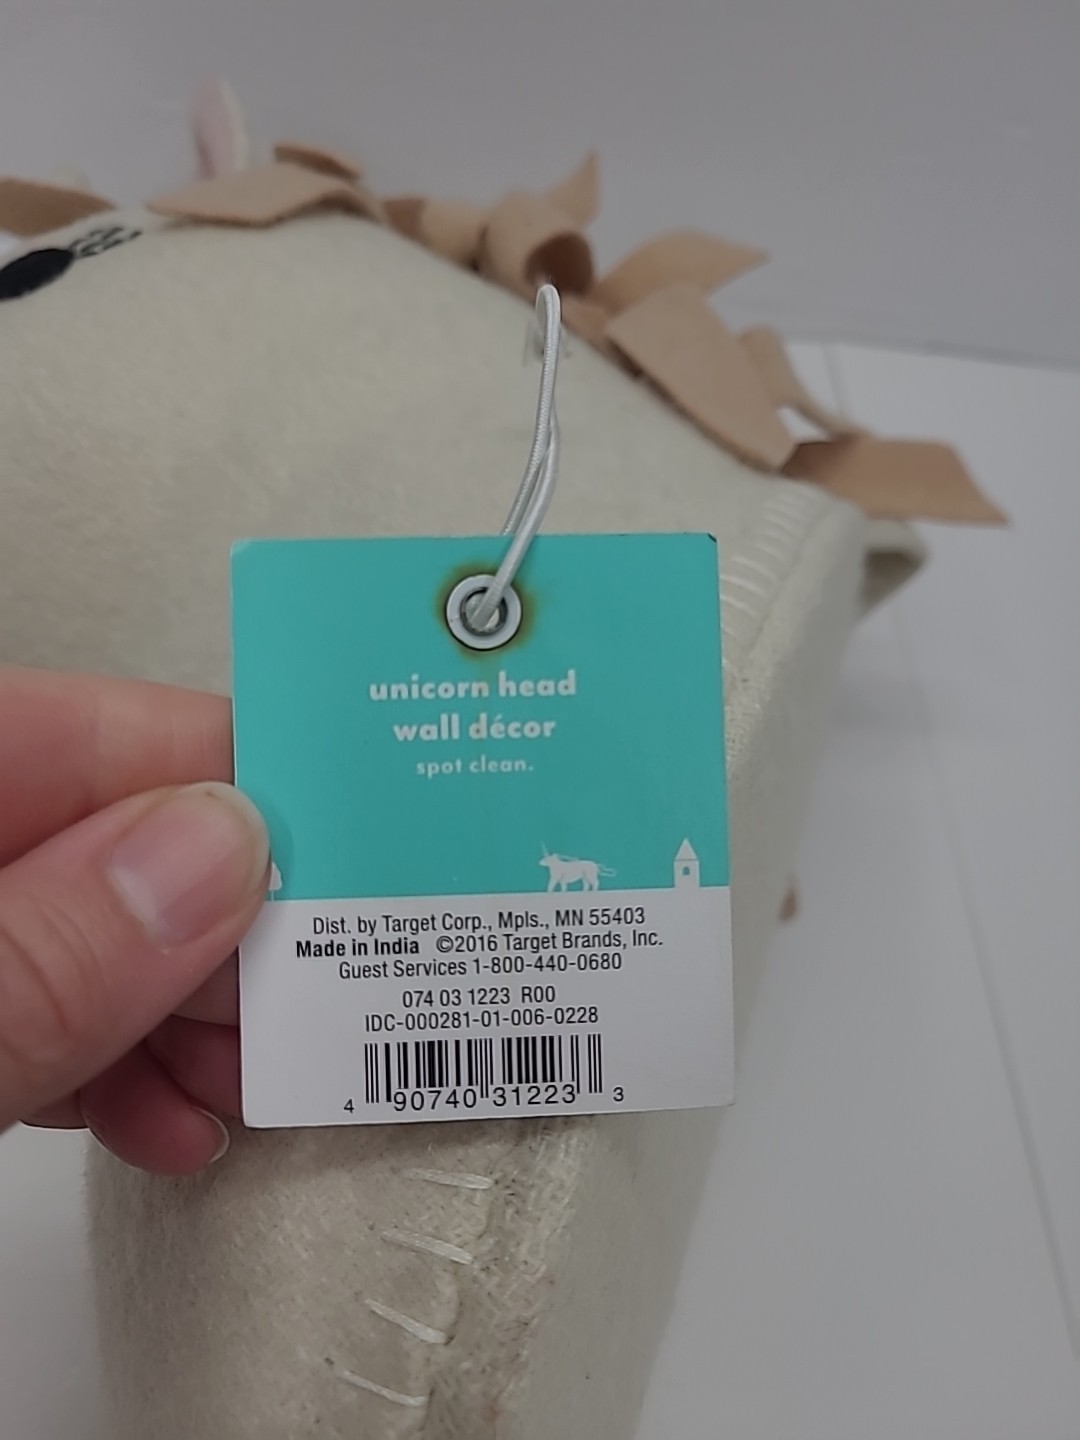 unicorn head
wall décor
spot clean.
Dist. by Target Corp., Mpls., MN 55403
Made in India ©2016 Target Brands, Inc.
Guest Services 1-800-440-0680
074 03 1223 R00
IDC-000281-01-006-0228
4 90740 31223 3